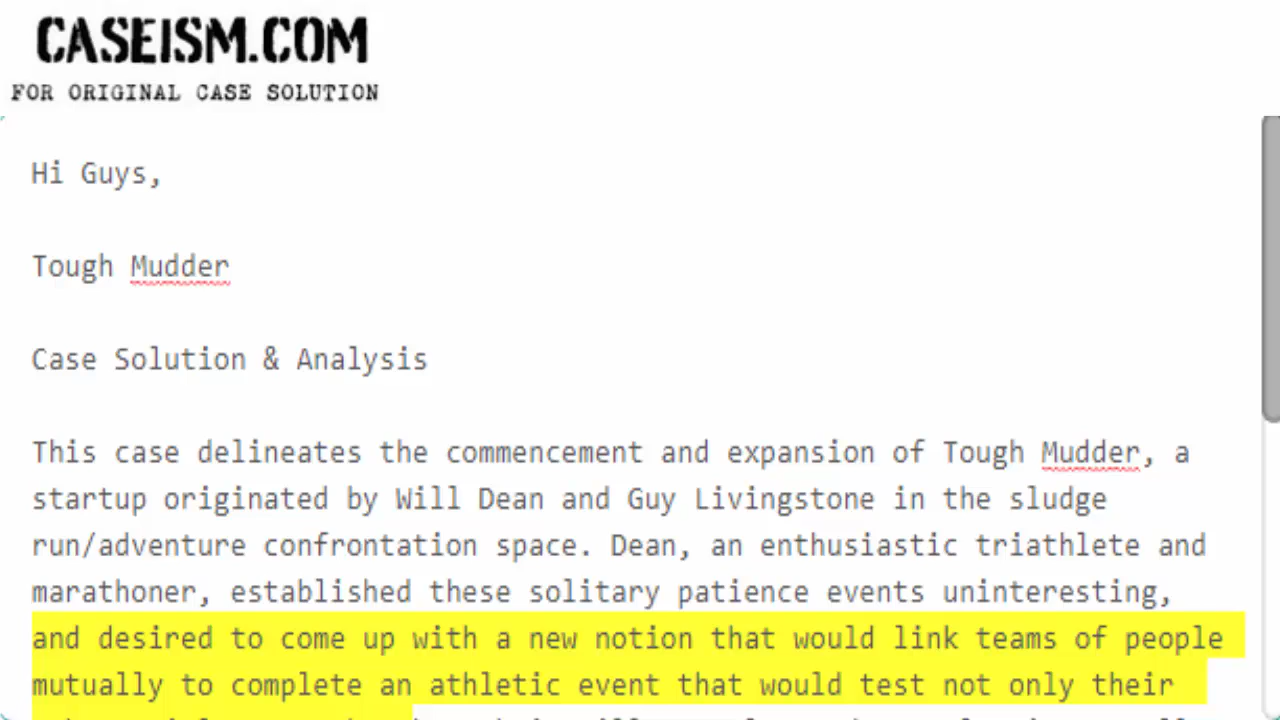 CASEISM.COM
FOR ORIGINAL CASE SOLUTION
Hi Guys,
Tough Mudder
Case Solution & Analysis
This case delineates the commencement and expansion of Tough Mudder, a
startup originated by Will Dean and Guy Livingstone in the sludge
run/adventure confrontation space. Dean, an enthusiastic triathlete and
marathoner, established these solitary patience events uninteresting,
and desired to come up with a new notion that would link teams of people
mutually to complete an athletic event that would test not only their